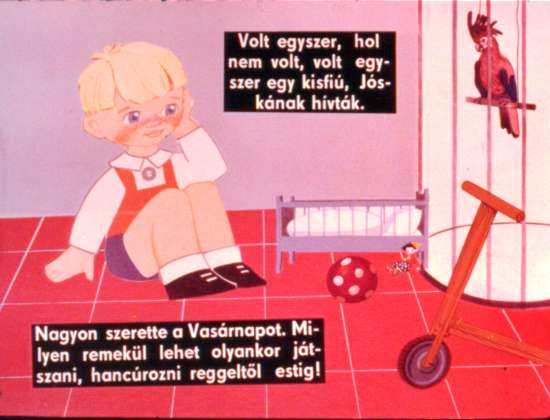 Volt egyszer, hol
nem volt, volt egy-
szer egy kisfiú, Jós-
kának hívták.
Nagyon szerette a Vasárnapot. Mi-
lyen remekül lehet olyankor ját-
szani, hancúrozni reggeltől estig!